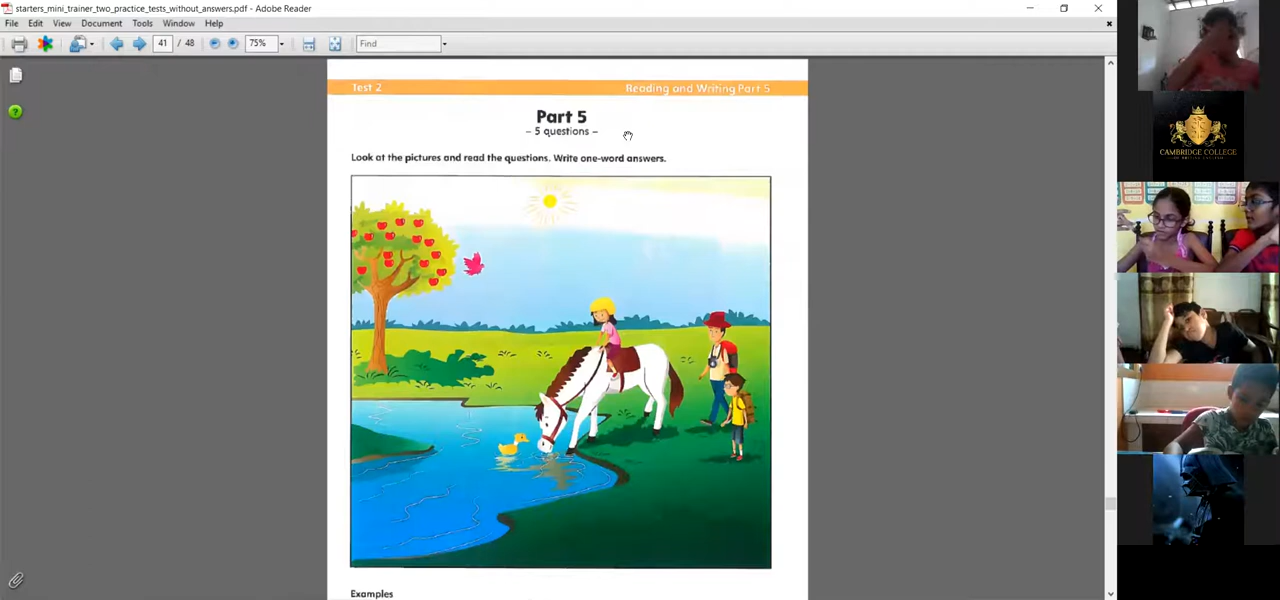 starters_mini_trainer_two_practice_tests_without_answers.pdf - Adobe Reader
File Edit View Document Tools Window Help
41 / 48 75% Find
Test 2 Reading and Writing Part 5
Part 5
– 5 questions –
Look at the pictures and read the questions. Write one-word answers.
Examples
CAMBRIDGE COLLEGE